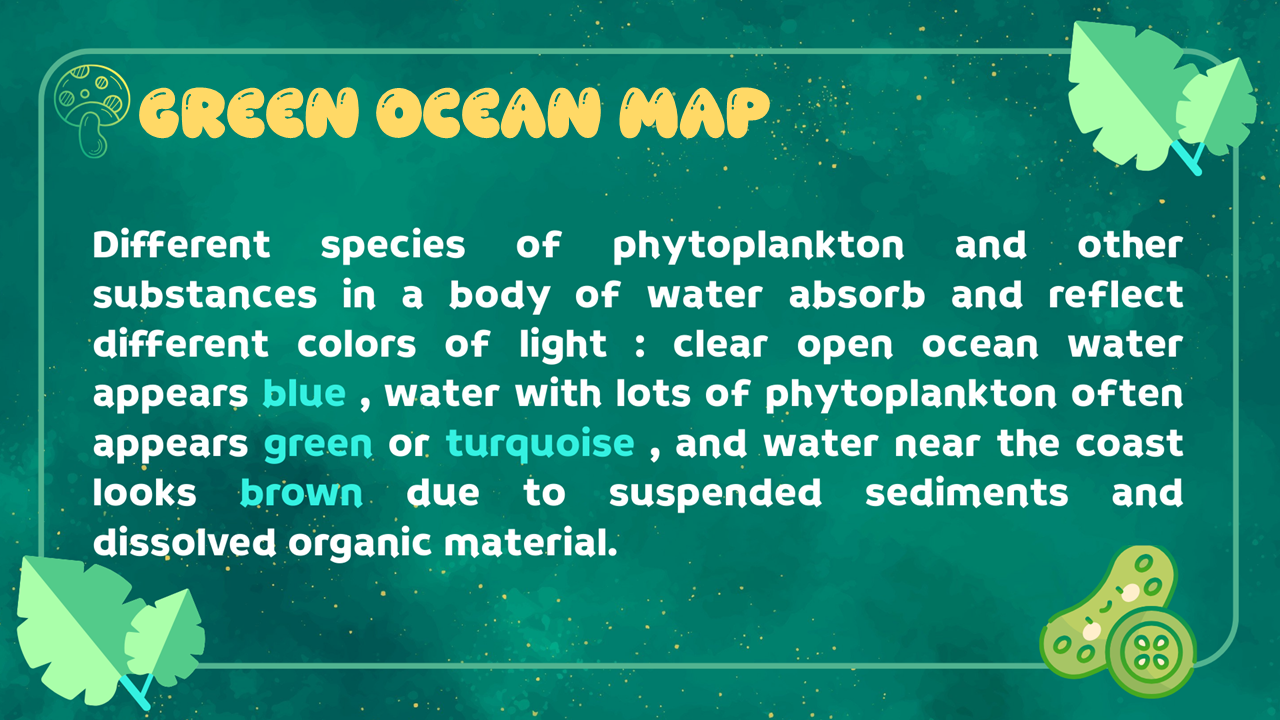 GREEN OCEAN MAP
Different species of phytoplankton and other
substances in a body of water absorb and reflect
different colors of light : clear open ocean water
appears blue , water with lots of phytoplankton often
appears green or turquoise , and water near the coast
looks brown due to suspended sediments and
dissolved organic material.